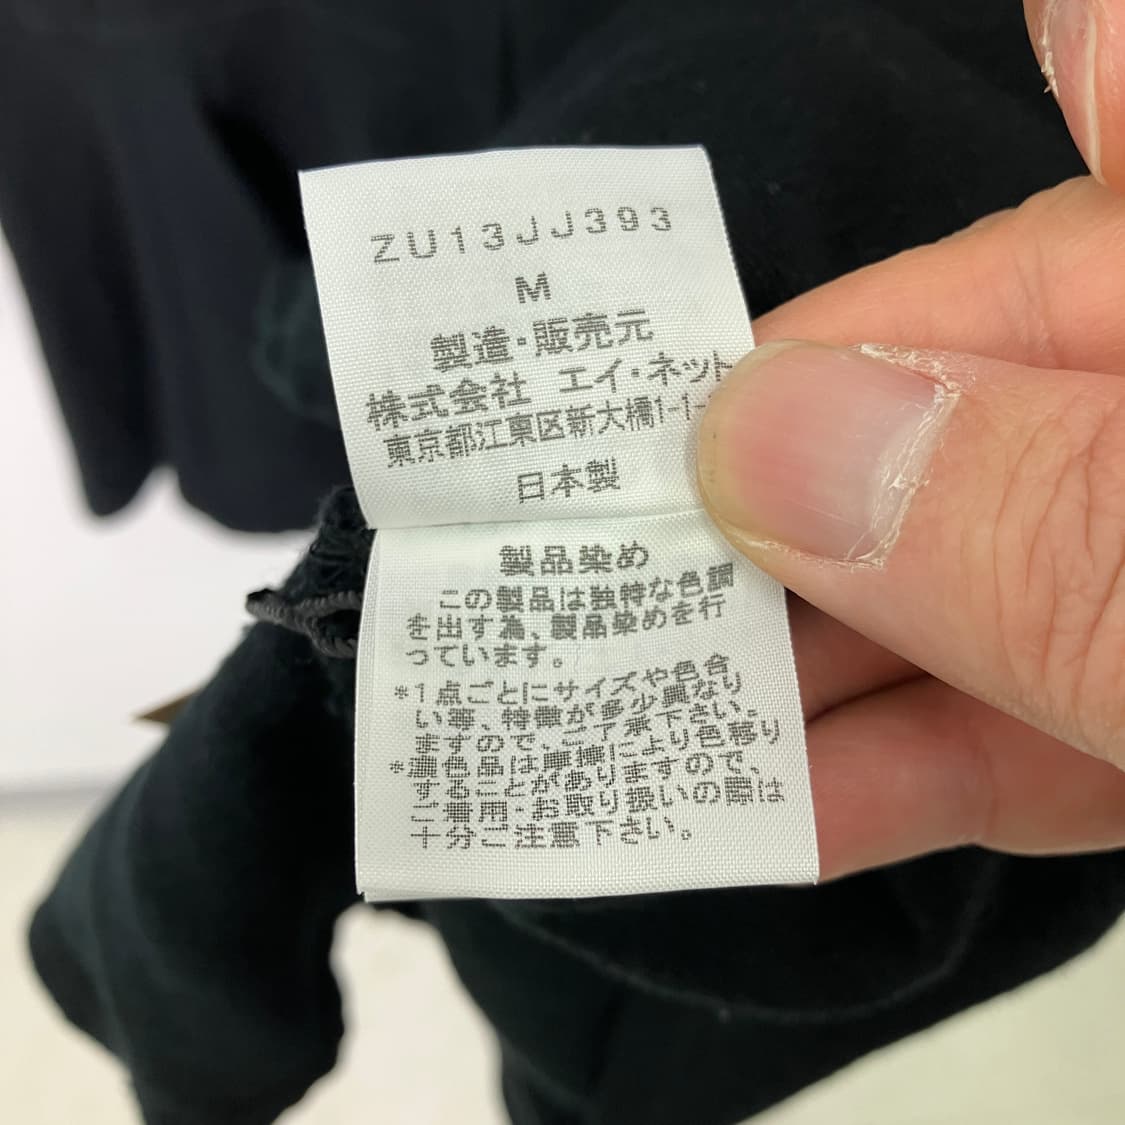 ZU13JJ393
M
製造・販売元
株式会社 エイ・ネット
東京都江東区新大橋1-1-
日本製
製品染め
この製品は独特な色調
を出す為、製品染めを行
っています。
*1点ごとにサイズや色合
い等、特徴が多少異なり
ますので、ご了承下さい。
*濃色品は摩擦により色移り
することがありますので、
ご着用・お取り扱いの際は
十分ご注意下さい。